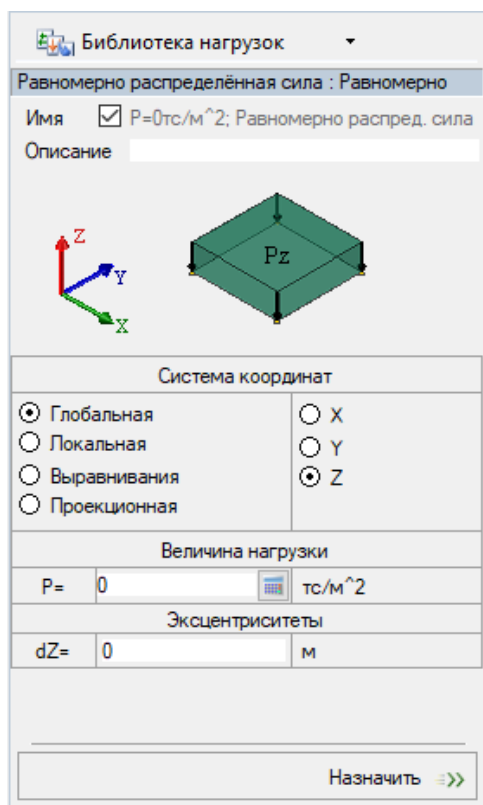 Библиотека нагрузок
Равномерно распределённая сила : Равномерно
Имя P=0тс/м^2; Равномерно распред. сила
Описание
Z
Y
X
Pz
Система координат
Глобальная X
Локальная Y
Выравнивания Z
Проекционная
Величина нагрузки
P= 0 тс/м^2
Эксцентриситеты
dZ= 0 м
Назначить